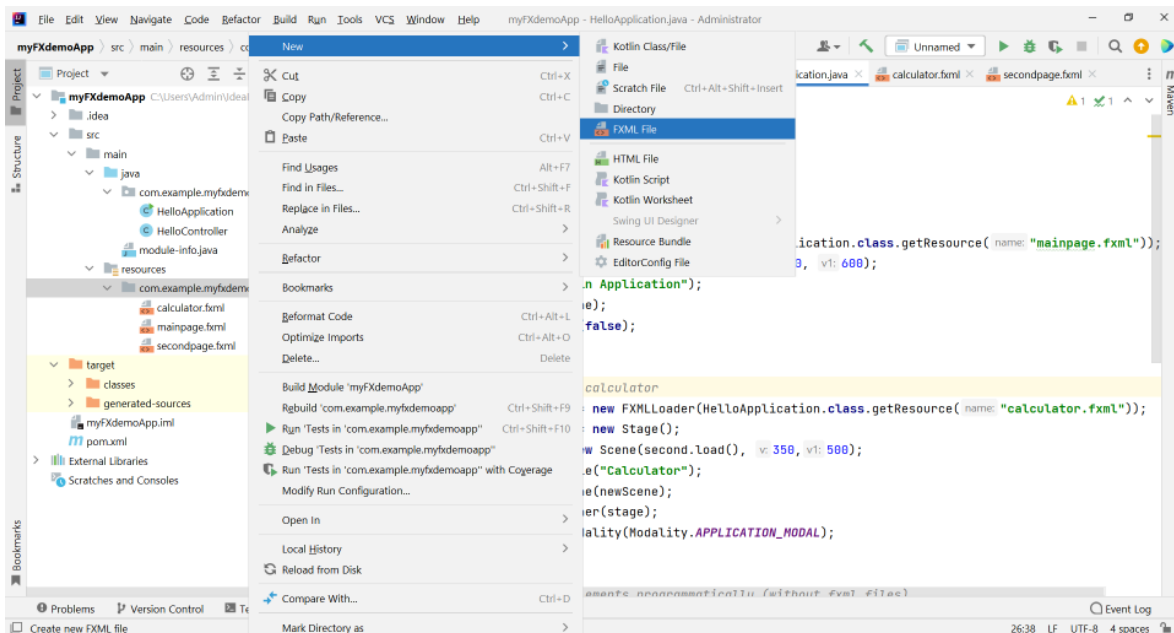 File Edit View Navigate Code Refactor Build Run Tools VCS Window Help myFXdemoApp - HelloApplication.java - Administrator
myFXdemoApp src main resources
Unnamed
Project
Project
myFXdemoApp C:\Users\Admin\Idea
.idea
src
main
java
com.example.myfxdem
HelloApplication
HelloController
module-info.java
resources
com.example.myfxdem
calculator.fxml
mainpage.fxml
secondpage.fxml
target
classes
generated-sources
myFXdemoApp.iml
pom.xml
External Libraries
Scratches and Consoles
Structure
Bookmarks
New
Cut Ctrl+X
Copy Ctrl+C
Copy Path/Reference...
Paste Ctrl+V
Find Usages Alt+F7
Find in Files... Ctrl+Shift+F
Replace in Files... Ctrl+Shift+R
Analyze
Refactor
Bookmarks
Reformat Code Ctrl+Alt+L
Optimize Imports Ctrl+Alt+O
Delete... Delete
Build Module 'myFXdemoApp'
Rebuild 'com.example.myfxdemoapp' Ctrl+Shift+F9
Run 'Tests in 'com.example.myfxdemoapp'' Ctrl+Shift+F10
Debug 'Tests in 'com.example.myfxdemoapp''
Run 'Tests in 'com.example.myfxdemoapp'' with Coverage
Modify Run Configuration...
Open In
Local History
Reload from Disk
Compare With... Ctrl+D
Mark Directory as
Kotlin Class/File
File
Scratch File Ctrl+Alt+Shift+Insert
Directory
FXML File
HTML File
Kotlin Script
Kotlin Worksheet
Swing UI Designer
Resource Bundle
EditorConfig File
ication.java calculator.fxml secondpage.fxml
Maven
1 1
ication.class.getResource( name: "mainpage.fxml"));
0, v1: 600);
n Application");
e);
false);
calculator
new FXMLLoader(HelloApplication.class.getResource( name: "calculator.fxml"));
new Stage();
w Scene(second.load(), v: 350, v1: 500);
e("Calculator");
e(newScene);
er(stage);
ality(Modality.APPLICATION_MODAL);
ements programmatically (without fxml files)
Problems Version Control Te
Event Log
Create new FXML file
26:38 LF UTF-8 4 spaces